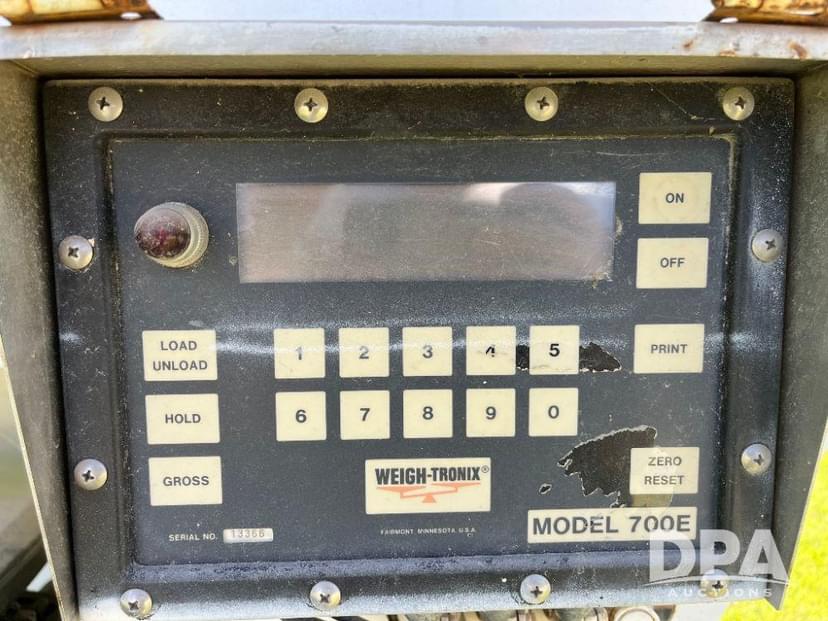 ON
OFF
LOAD
UNLOAD
1 2 3 4 5
PRINT
HOLD
6 7 8 9 0
GROSS
WEIGH-TRONIX®
ZERO
RESET
SERIAL NO. 13366
FAIRMONT MINNESOTA U.S.A.
MODEL 700E
DPA
AUCTIONS